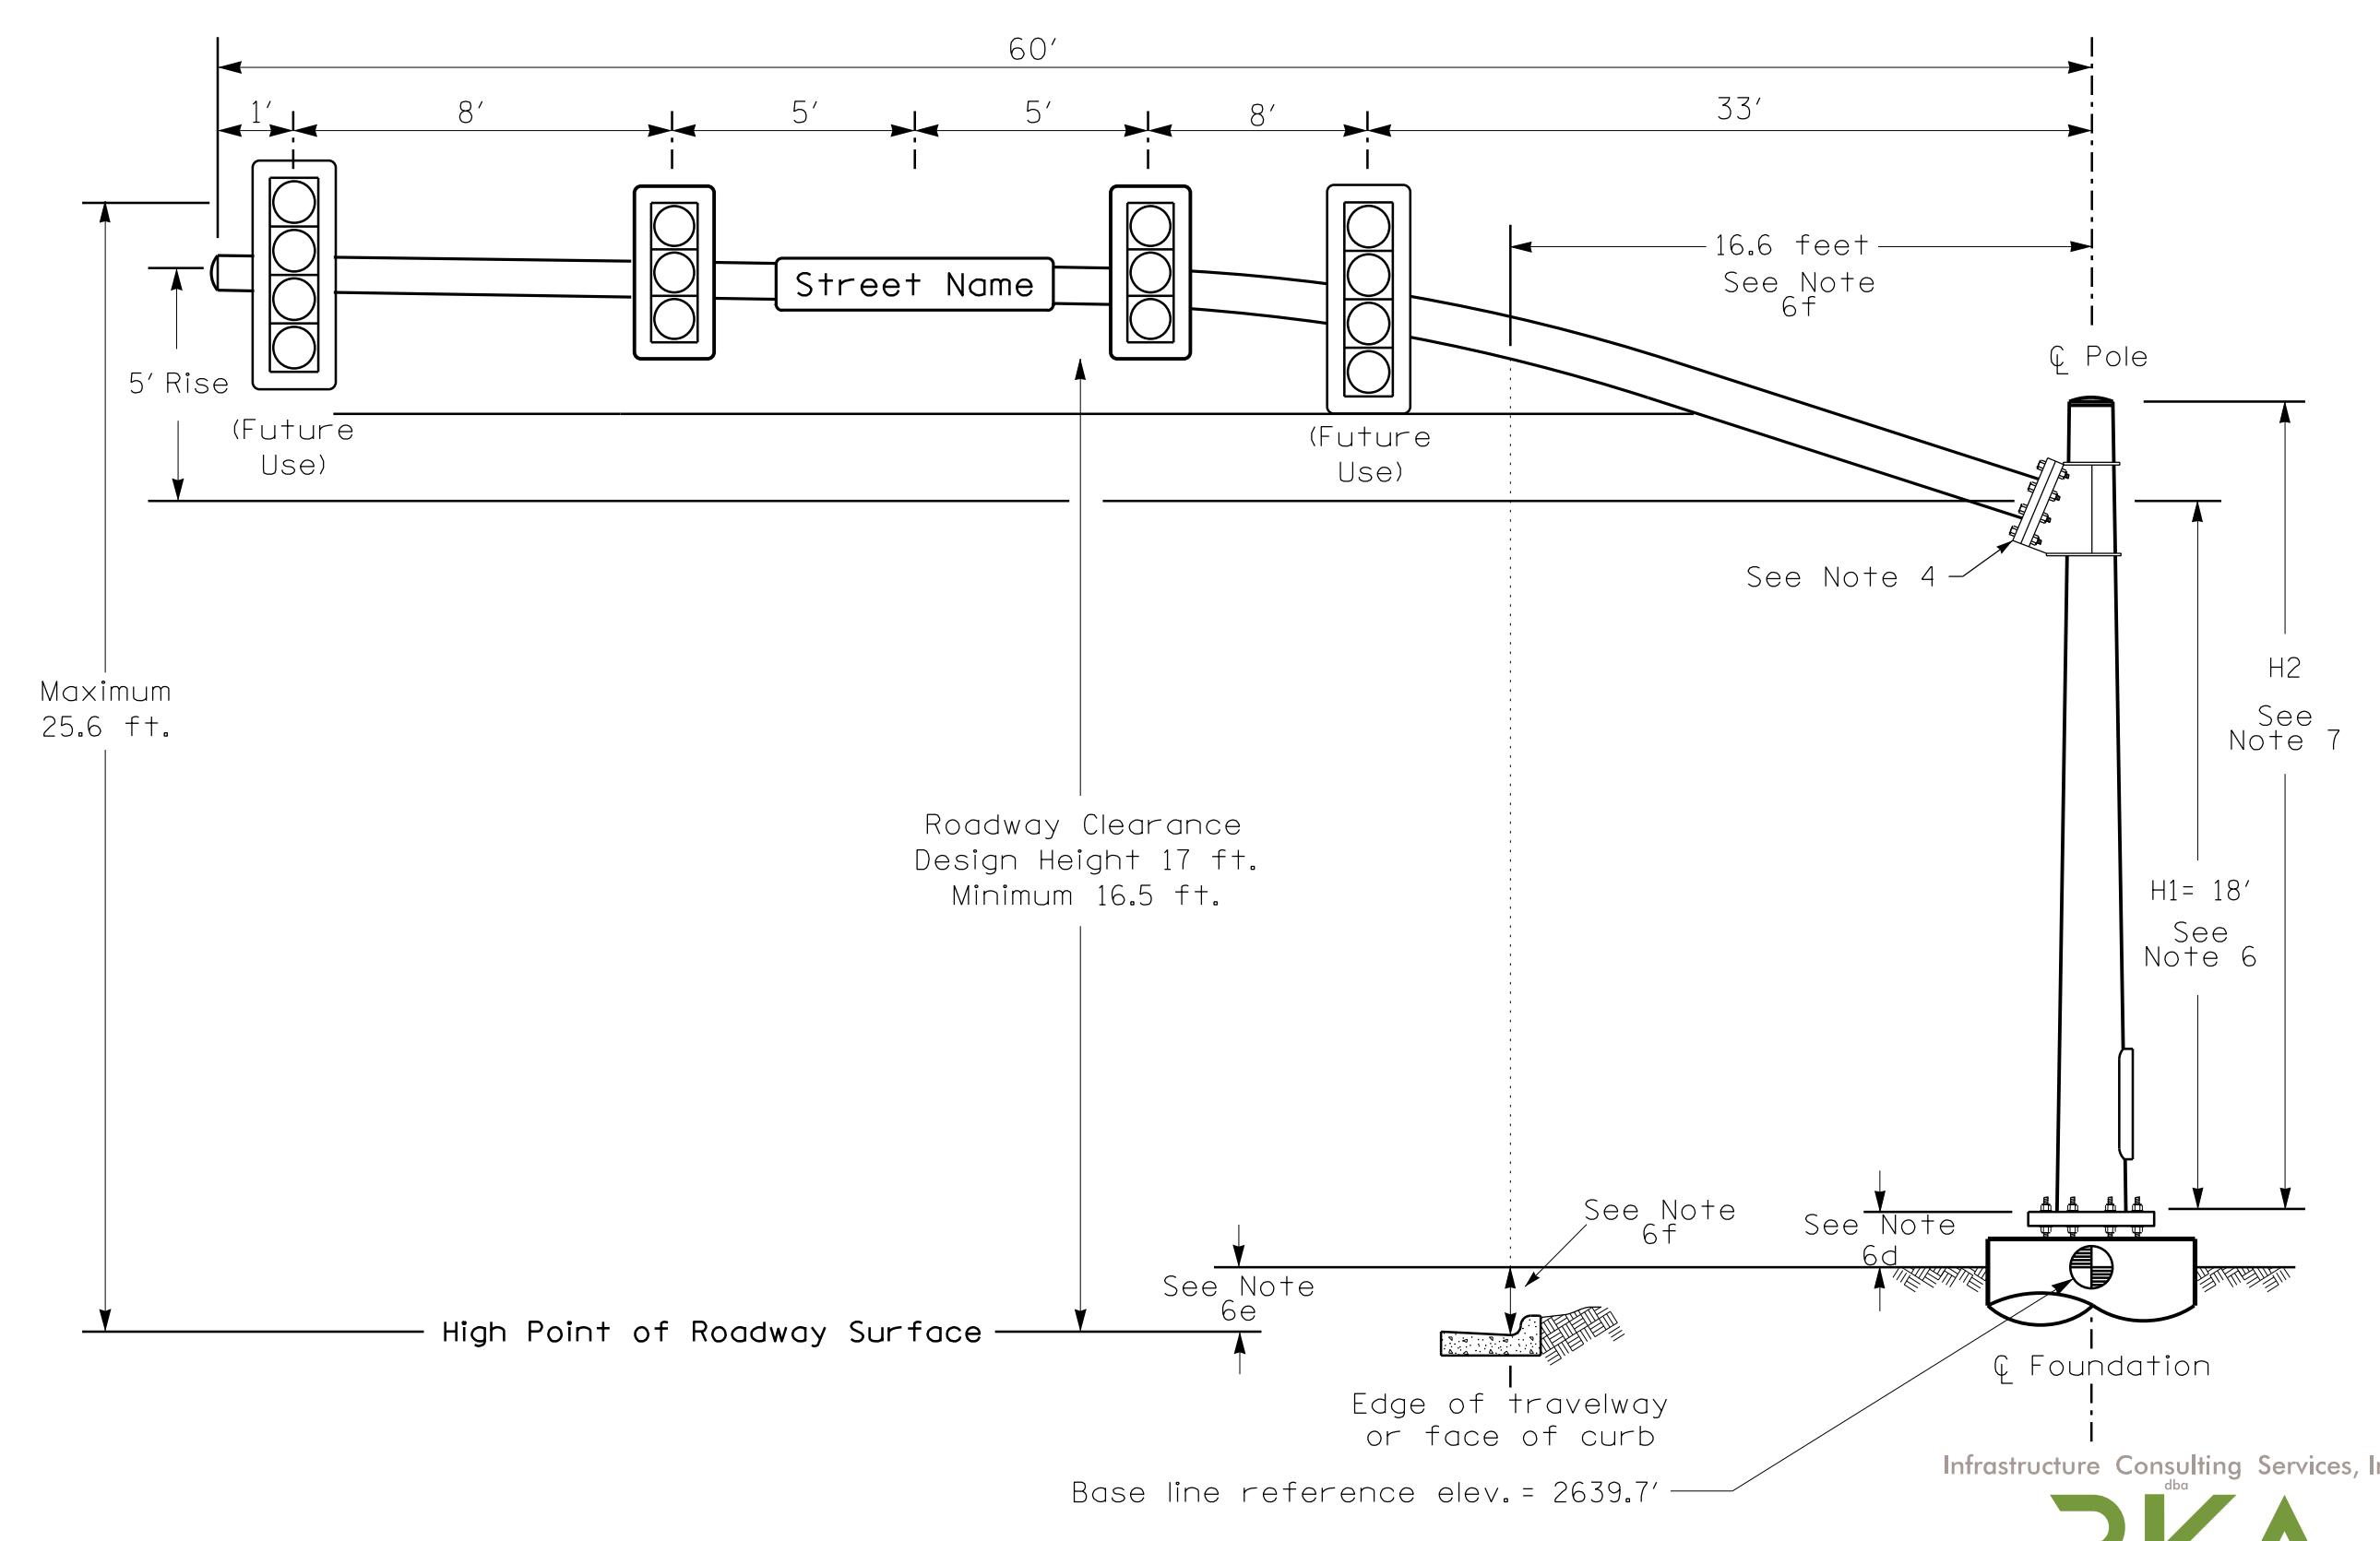 60'
1'
8'
5'
5'
8'
33'
Street Name
16.6 feet
See Note
6f
℄ Pole
5' Rise
(Future
Use)
(Future
Use)
See Note 4
Maximum
25.6 ft.
H2
See
Note 7
Roadway Clearance
Design Height 17 ft.
Minimum 16.5 ft.
H1= 18'
See
Note 6
See Note
6f
See Note
6d
See Note
6e
High Point of Roadway Surface
℄ Foundation
Edge of travelway
or face of curb
Base line reference elev. = 2639.7'
Infrastructure Consulting Services,
dba